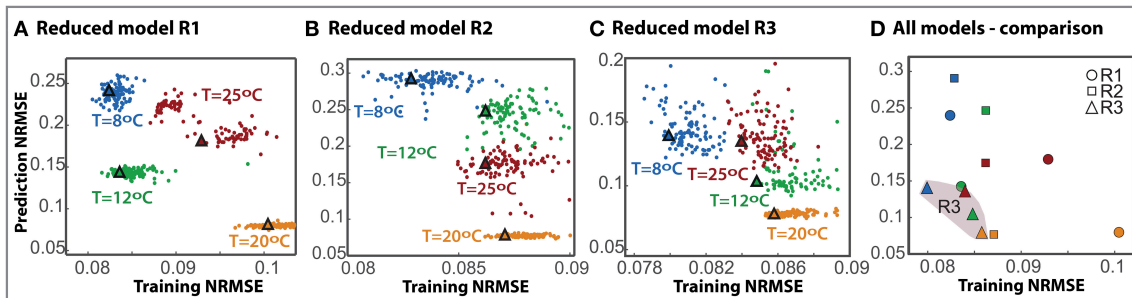 A Reduced model R1
B Reduced model R2
C Reduced model R3
D All models - comparison
Prediction NRMSE
0.25
0.2
0.15
0.1
0.05
T=8ºC
T=25ºC
T=12ºC
T=20ºC
0.08
0.09
0.1
Training NRMSE
0.3
0.25
0.2
0.15
0.1
0.05
T=8ºC
T=12ºC
T=25ºC
T=20ºC
0.08
0.085
0.09
Training NRMSE
0.2
0.15
0.1
0.05
T=8ºC
T=25ºC
T=12ºC
T=20ºC
0.078
0.082
0.086
0.09
Training NRMSE
0.3
0.25
0.2
0.15
0.1
0.05
R1
R2
R3
R3
0.08
0.09
0.1
Training NRMSE